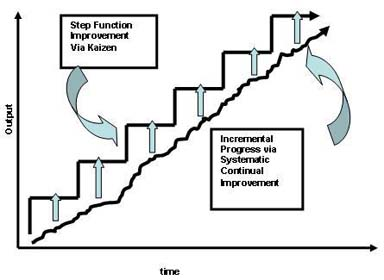 Step Function
Improvement
Via Kaizen
Output
Incremental
Progress via
Systematic
Continual
Improvement
time